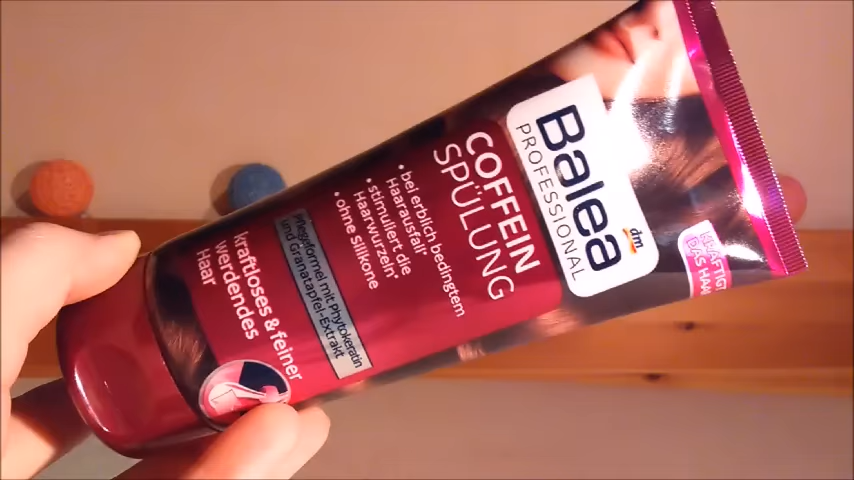 Balea
PROFESSIONAL
dm
KRÄFTIGT
DAS HAAR
COFFEIN
SPÜLUNG
• bei erblich bedingtem
Haarausfall*
• stimuliert die
Haarwurzeln*
• ohne Silikone
Pflegeformel mit Phytokeratin
und Granatapfel-Extrakt
kraftloses & feiner
werdendes
Haar